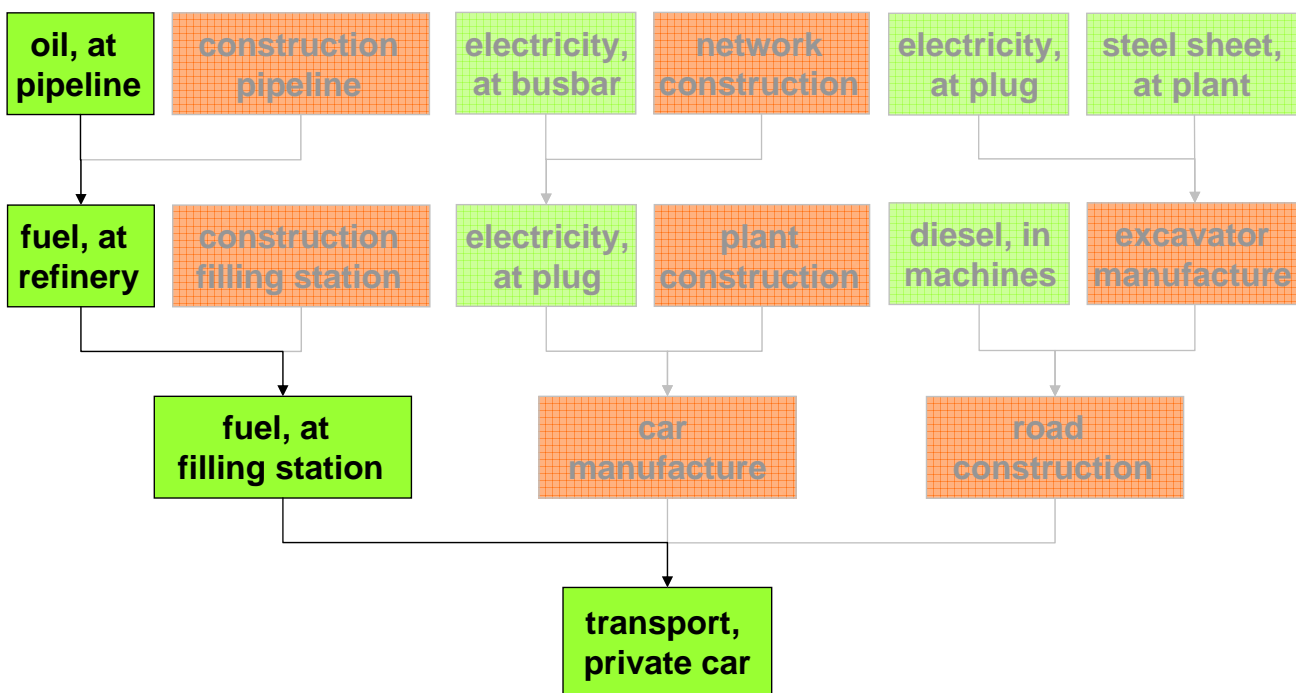 oil, at
pipeline
construction
pipeline
electricity,
at busbar
network
construction
electricity,
at plug
steel sheet,
at plant
fuel, at
refinery
construction
filling station
electricity,
at plug
plant
construction
diesel, in
machines
excavator
manufacture
fuel, at
filling station
car
manufacture
road
construction
transport,
private car